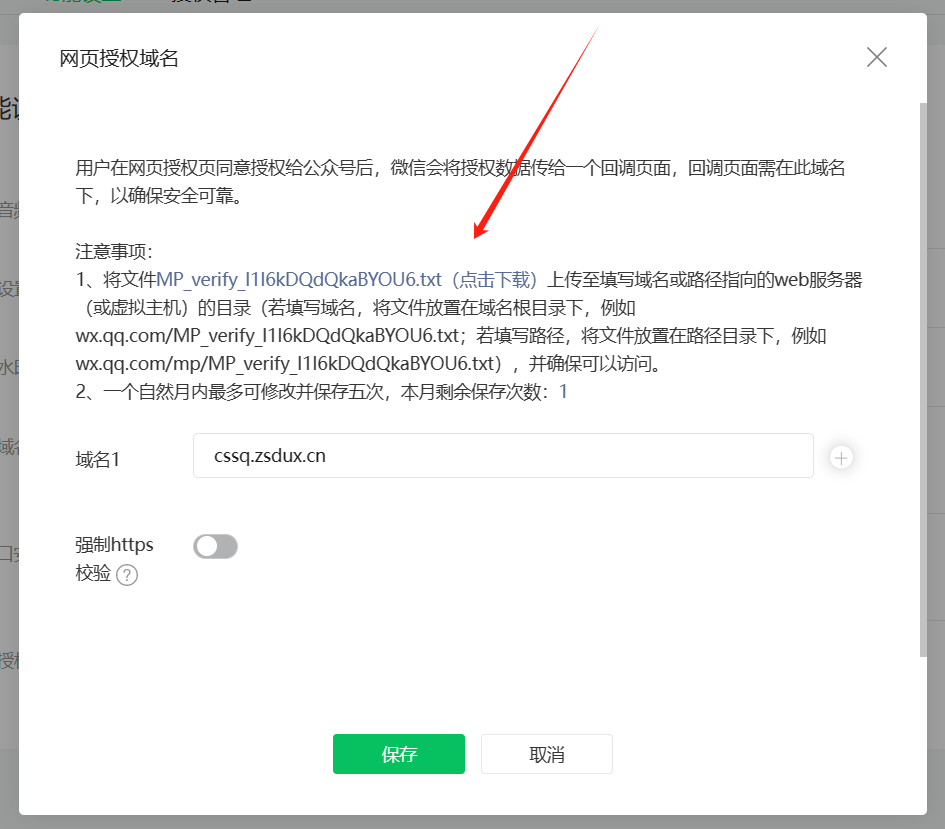 网页授权域名
用户在网页授权页同意授权给公众号后，微信会将授权数据传给一个回调页面，回调页面需在此域名
下，以确保安全可靠。
注意事项：
1、将文件MP_verify_I1I6kDQdQkaBYOU6.txt（点击下载）上传至填写域名或路径指向的web服务器
（或虚拟主机）的目录（若填写域名，将文件放置在域名根目录下，例如
wx.qq.com/MP_verify_I1I6kDQdQkaBYOU6.txt；若填写路径，将文件放置在路径目录下，例如
wx.qq.com/mp/MP_verify_I1I6kDQdQkaBYOU6.txt），并确保可以访问。
2、一个自然月内最多可修改并保存五次，本月剩余保存次数：1
域名1
cssq.zsdux.cn
强制https
校验
保存
取消